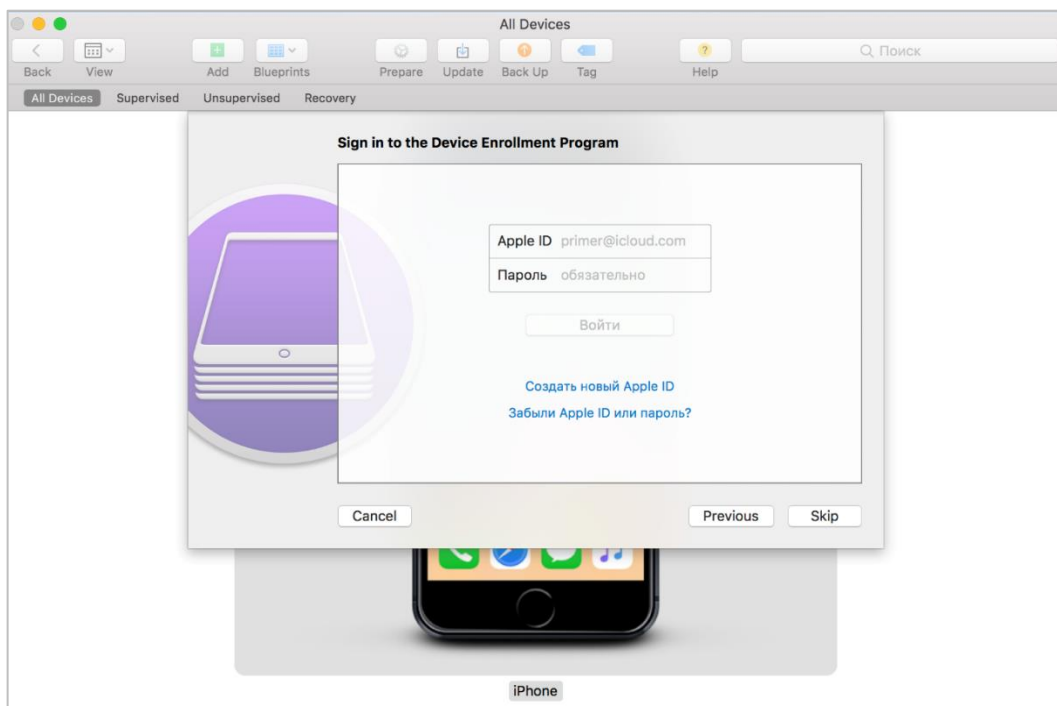 All Devices
Поиск
Back View Add Blueprints Prepare Update Back Up Tag Help
All Devices Supervised Unsupervised Recovery
Sign in to the Device Enrollment Program
Apple ID primer@icloud.com
Пароль обязательно
Войти
Создать новый Apple ID
Забыли Apple ID или пароль?
Cancel Previous Skip
iPhone